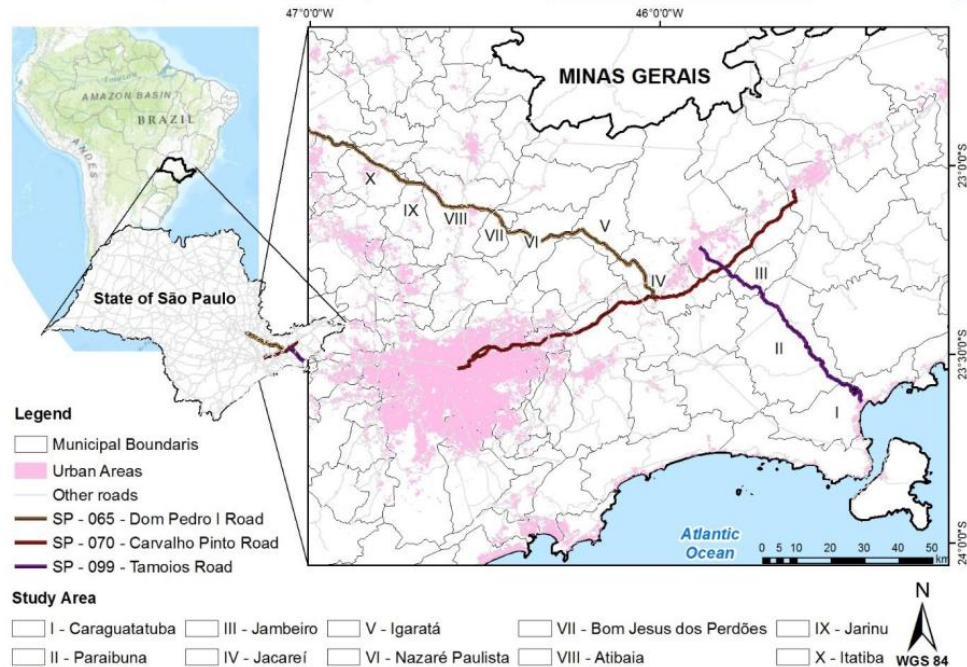 47°0'0"W
46°0'0"W
AMAZON BASIN
BRAZIL
ANDES
MINAS GERAIS
23°0'0"S
X
IX
VIII
VII
VI
V
IV
III
II
I
State of São Paulo
23°30'0"S
Legend
Municipal Boundaris
Urban Areas
Other roads
SP - 065 - Dom Pedro I Road
SP - 070 - Carvalho Pinto Road
SP - 099 - Tamoios Road
Atlantic
Ocean
0 5 10 20 30 40 50
km
24°0'0"S
Study Area
I - Caraguatatuba
III - Jambeiro
V - Igaratá
VII - Bom Jesus dos Perdões
IX - Jarinu
II - Paraibuna
IV - Jacareí
VI - Nazaré Paulista
VIII - Atibaia
X - Itatiba
N
WGS 84